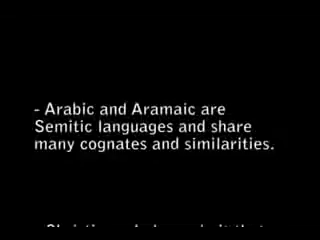 - Arabic and Aramaic are
Semitic languages and share
many cognates and similarities.